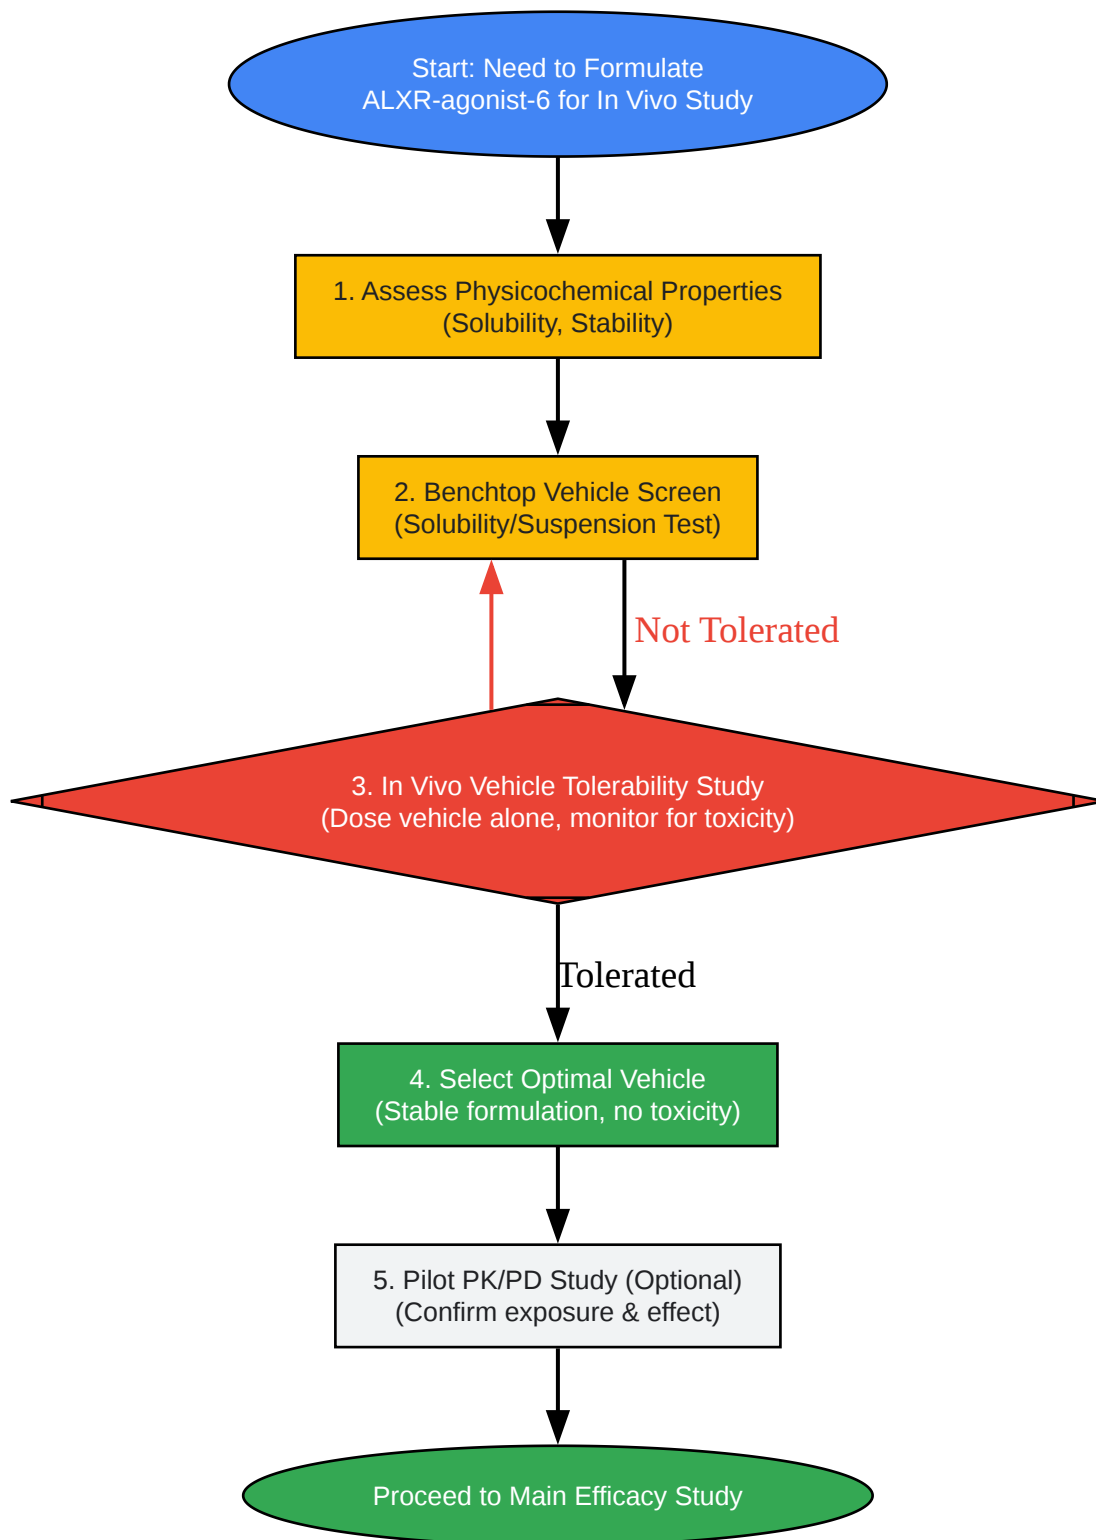 Start: Need to Formulate
ALXR-agonist-6 for In Vivo Study
1. Assess Physicochemical Properties
(Solubility, Stability)
2. Benchtop Vehicle Screen
(Solubility/Suspension Test)
Not Tolerated
3. In Vivo Vehicle Tolerability Study
(Dose vehicle alone, monitor for toxicity)
Tolerated
4. Select Optimal Vehicle
(Stable formulation, no toxicity)
5. Pilot PK/PD Study (Optional)
(Confirm exposure & effect)
Proceed to Main Efficacy Study